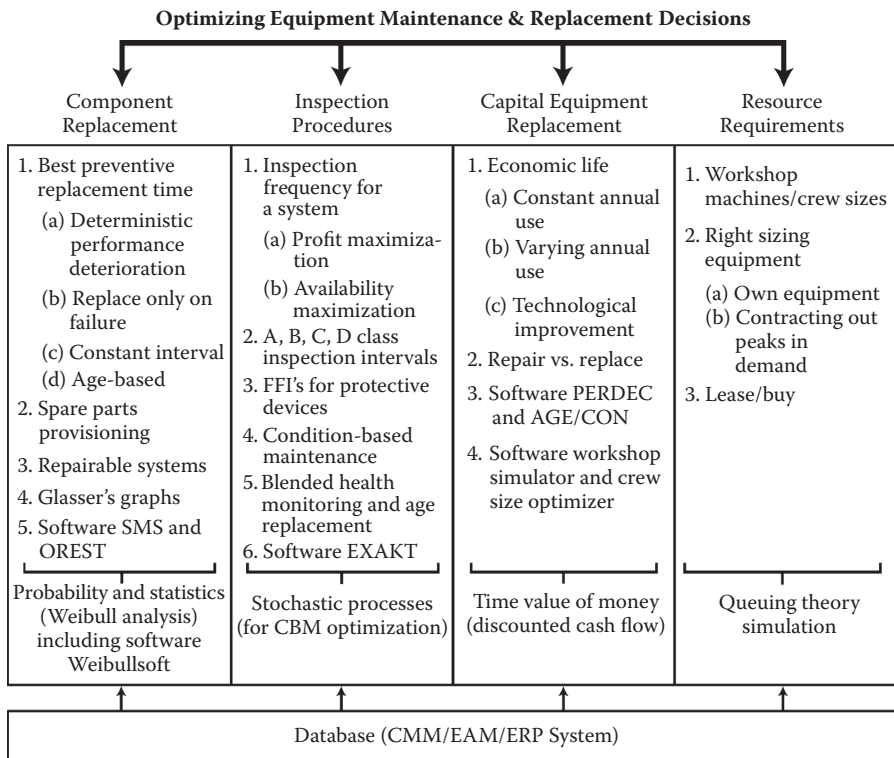 Optimizing Equipment Maintenance & Replacement Decisions
Component
Replacement
1. Best preventive
replacement time
(a) Deterministic
performance
deterioration
(b) Replace only on
failure
(c) Constant interval
(d) Age-based
2. Spare parts
provisioning
3. Repairable systems
4. Glasser's graphs
5. Software SMS and
OREST
Probability and statistics
(Weibull analysis)
including software
Weibullsoft
Inspection
Procedures
1. Inspection
frequency for
a system
(a) Profit maximiza-
tion
(b) Availability
maximization
2. A, B, C, D class
inspection intervals
3. FFI's for protective
devices
4. Condition-based
maintenance
5. Blended health
monitoring and age
replacement
6. Software EXAKT
Stochastic processes
(for CBM optimization)
Capital Equipment
Replacement
1. Economic life
(a) Constant annual
use
(b) Varying annual
use
(c) Technological
improvement
2. Repair vs. replace
3. Software PERDEC
and AGE/CON
4. Software workshop
simulator and crew
size optimizer
Time value of money
(discounted cash flow)
Resource
Requirements
1. Workshop
machines/crew sizes
2. Right sizing
equipment
(a) Own equipment
(b) Contracting out
peaks in
demand
3. Lease/buy
Queuing theory
simulation
Database (CMM/EAM/ERP System)